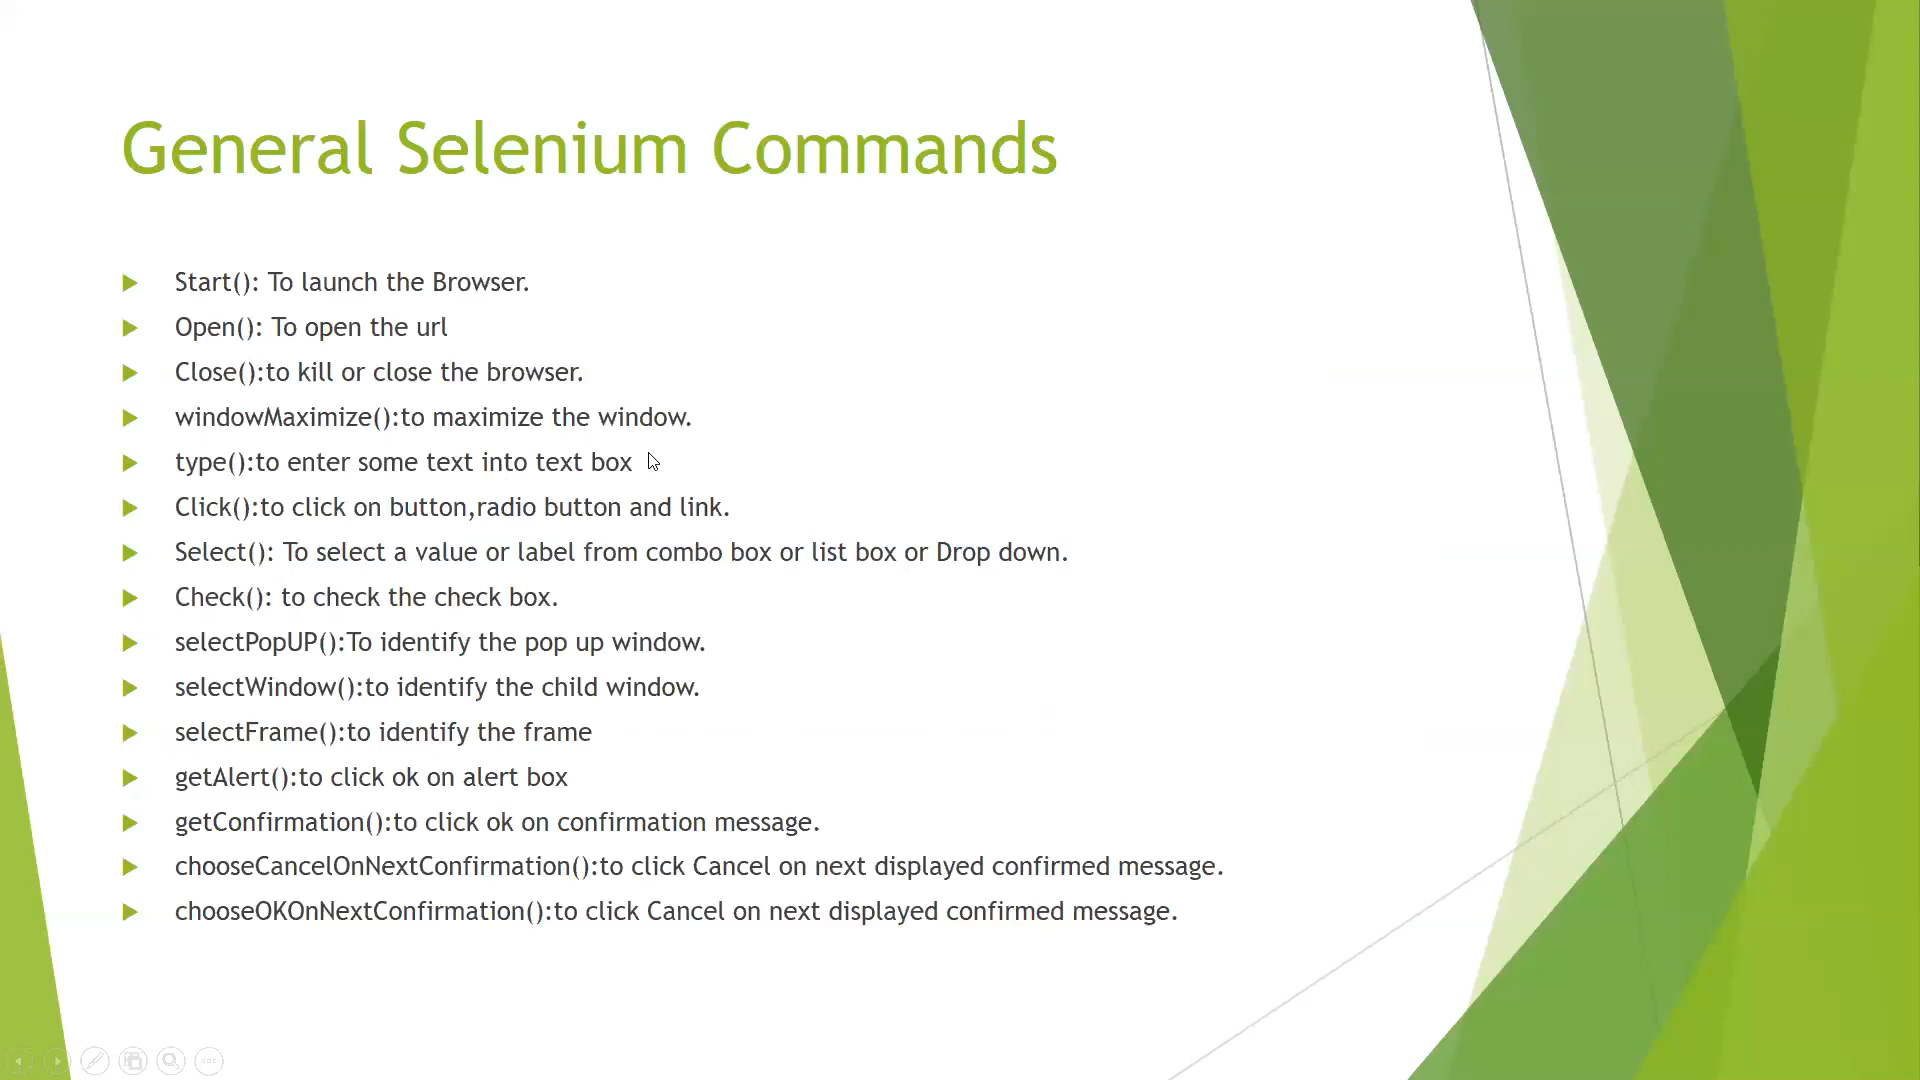 General Selenium Commands
Start(): To launch the Browser.
Open(): To open the url
Close():to kill or close the browser.
windowMaximize():to maximize the window.
type():to enter some text into text box
Click():to click on button,radio button and link.
Select(): To select a value or label from combo box or list box or Drop down.
Check(): to check the check box.
selectPopUP():To identify the pop up window.
selectWindow():to identify the child window.
selectFrame():to identify the frame
getAlert():to click ok on alert box
getConfirmation():to click ok on confirmation message.
chooseCancelOnNextConfirmation():to click Cancel on next displayed confirmed message.
chooseOKOnNextConfirmation():to click Cancel on next displayed confirmed message.